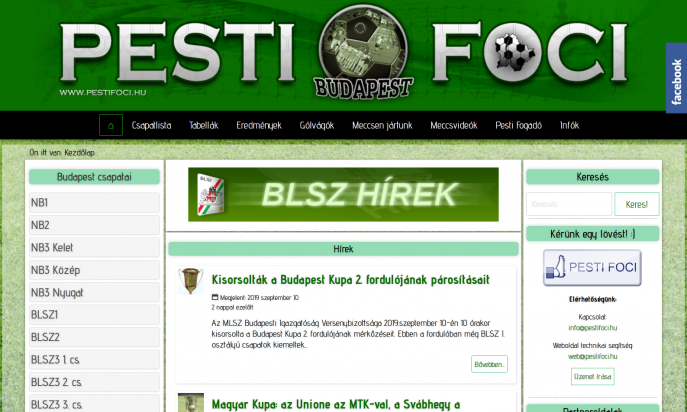 PESTI FOCI
BUDAPEST
WWW.PESTIFOCI.HU
facebook
Csapatlista Tabellák Eredmények Góllövők Meccsen jártunk Meccsvideók Pesti Fogadó Infók
Ön itt van: Kezdőlap
Budapest csapatai
NB1
NB2
NB3 Kelet
NB3 Közép
NB3 Nyugat
BLSZ1
BLSZ2
BLSZ3 1. cs.
BLSZ3 2. cs.
BLSZ3 3. cs.
BLSZ
BLSZ HÍREK
Hírek
Kisorsolták a Budapest Kupa 2. fordulójának párosításait
Megjelent: 2019 szeptember 10
2 nappal ezelőtt
Az MLSZ Budapesti Igazgatóság Versenybizottsága 2019.szeptember 10-én 10 órakor
kisorsolta a Budapest Kupa 2. fordulójának mérkőzéseit. Ebben a fordulóban még BLSZ 1.
osztályú csapatok kiemeltek,..
Bővebben...
Magyar Kupa: az Unione az MTK-val, a Svábhegy a
Keresés
Keresés
Keres!
Kérünk egy lövést! :)
PESTI FOCI
Elérhetőségünk:
Kapcsolat:
info@pestifoci.hu
Weboldal technikai segítség
web@pestifoci.hu
Üzenet írása
Partneroldalak